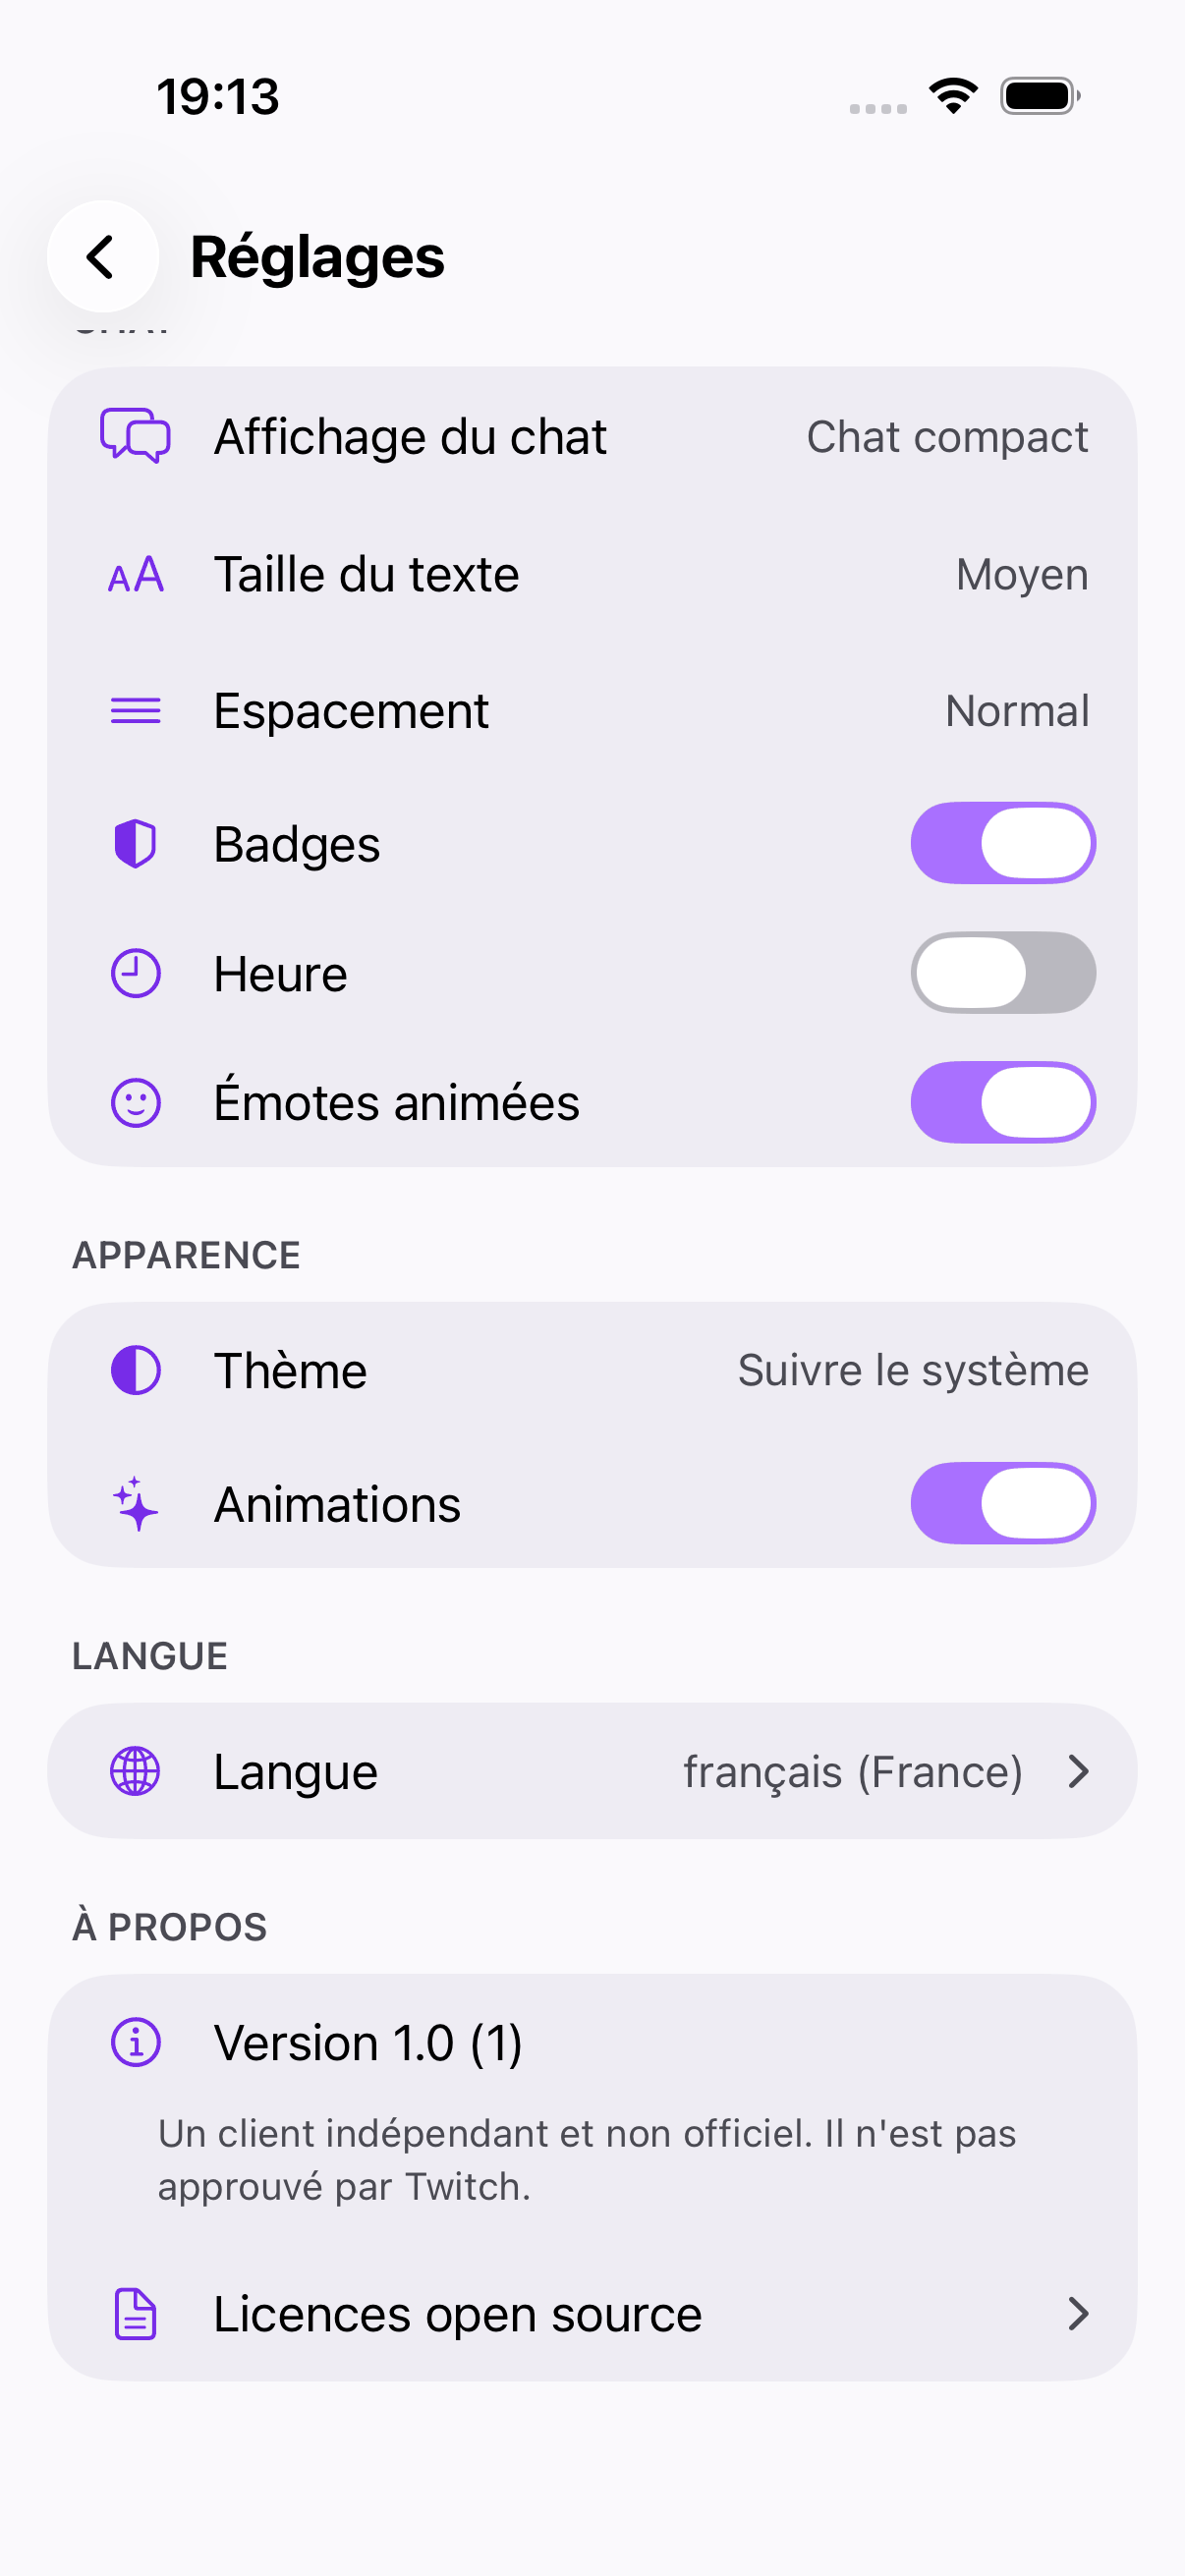 19:13
Réglages
Affichage du chat
Chat compact
AA Taille du texte
Moyen
Espacement
Normal
Badges
Heure
Émotes animées
APPARENCE
Thème
Suivre le système
Animations
LANGUE
Langue
français (France)
À PROPOS
Version 1.0 (1)
Un client indépendant et non officiel. Il n'est pas
approuvé par Twitch.
Licences open source